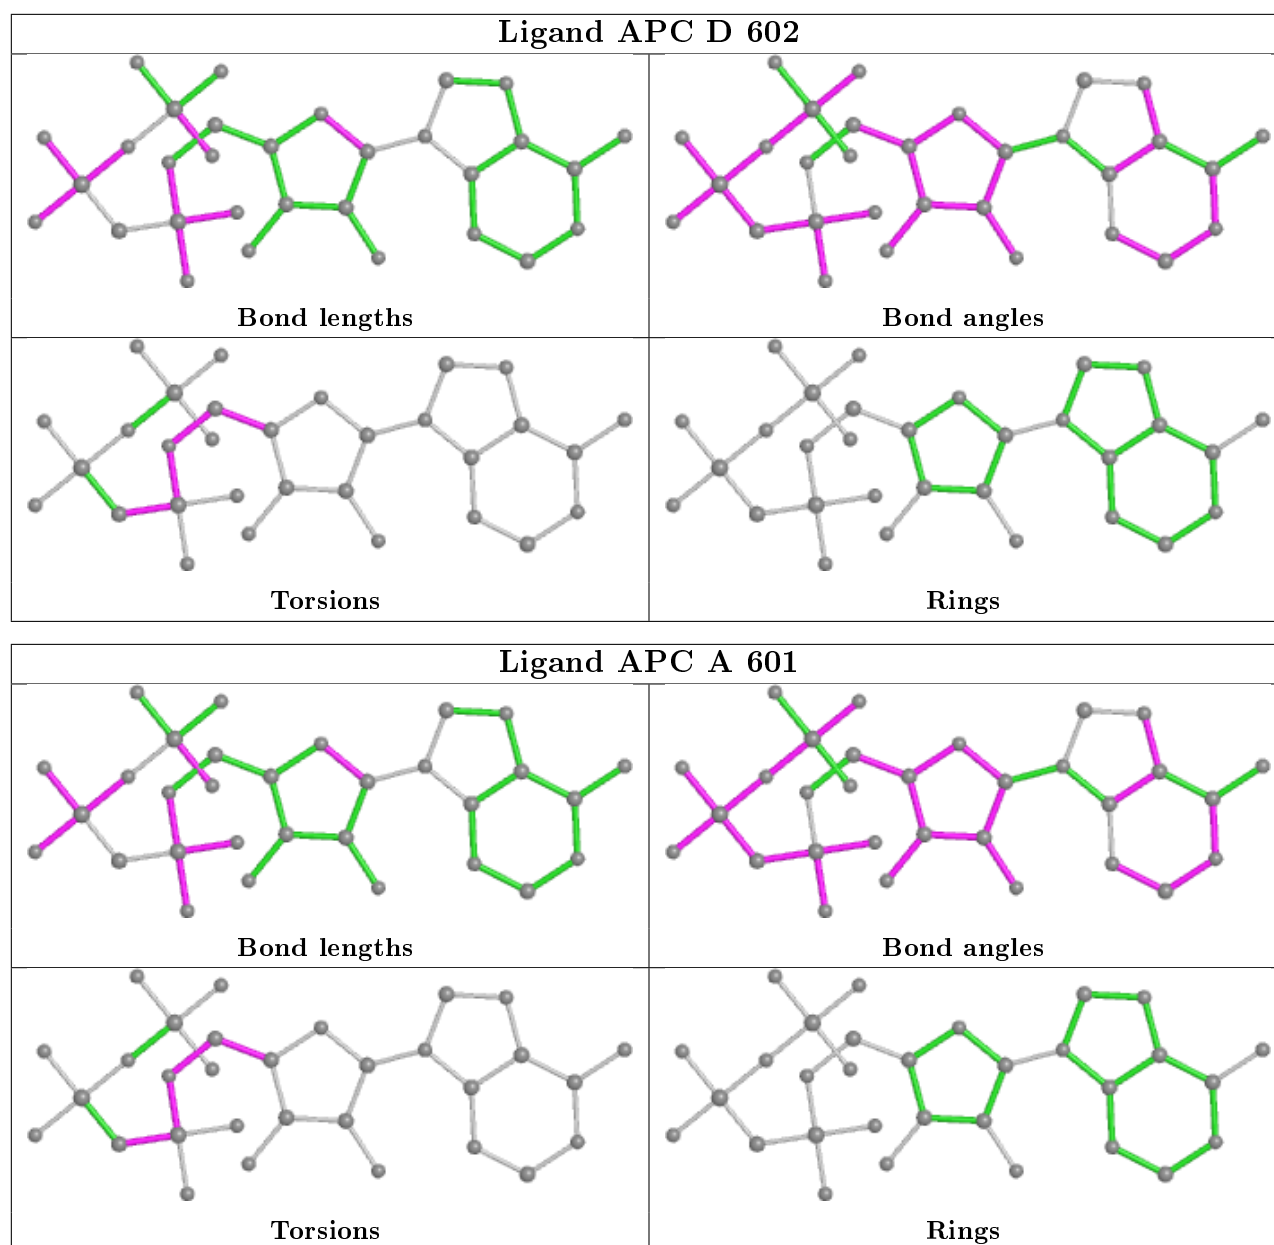 Ligand APC D 602
Bond lengths
Bond angles
Torsions
Rings
Ligand APC A 601
Bond lengths
Bond angles
Torsions
Rings